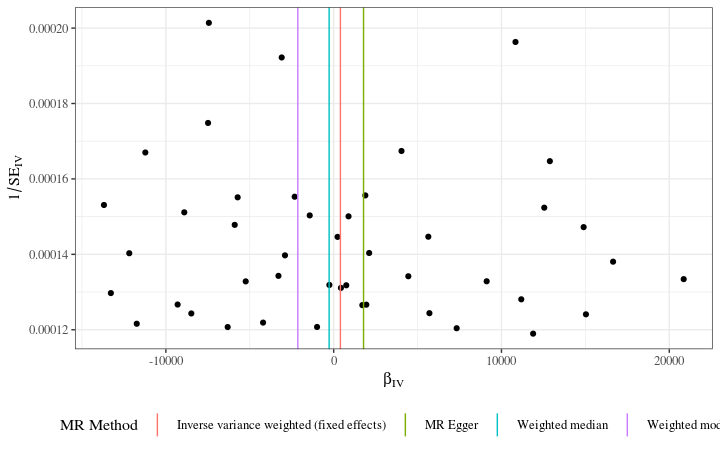 0.00020
0.00018
0.00016
0.00014
0.00012
1/SE_IV
-10000 0 10000 20000
β_IV
MR Method Inverse variance weighted (fixed effects) MR Egger Weighted median Weighted